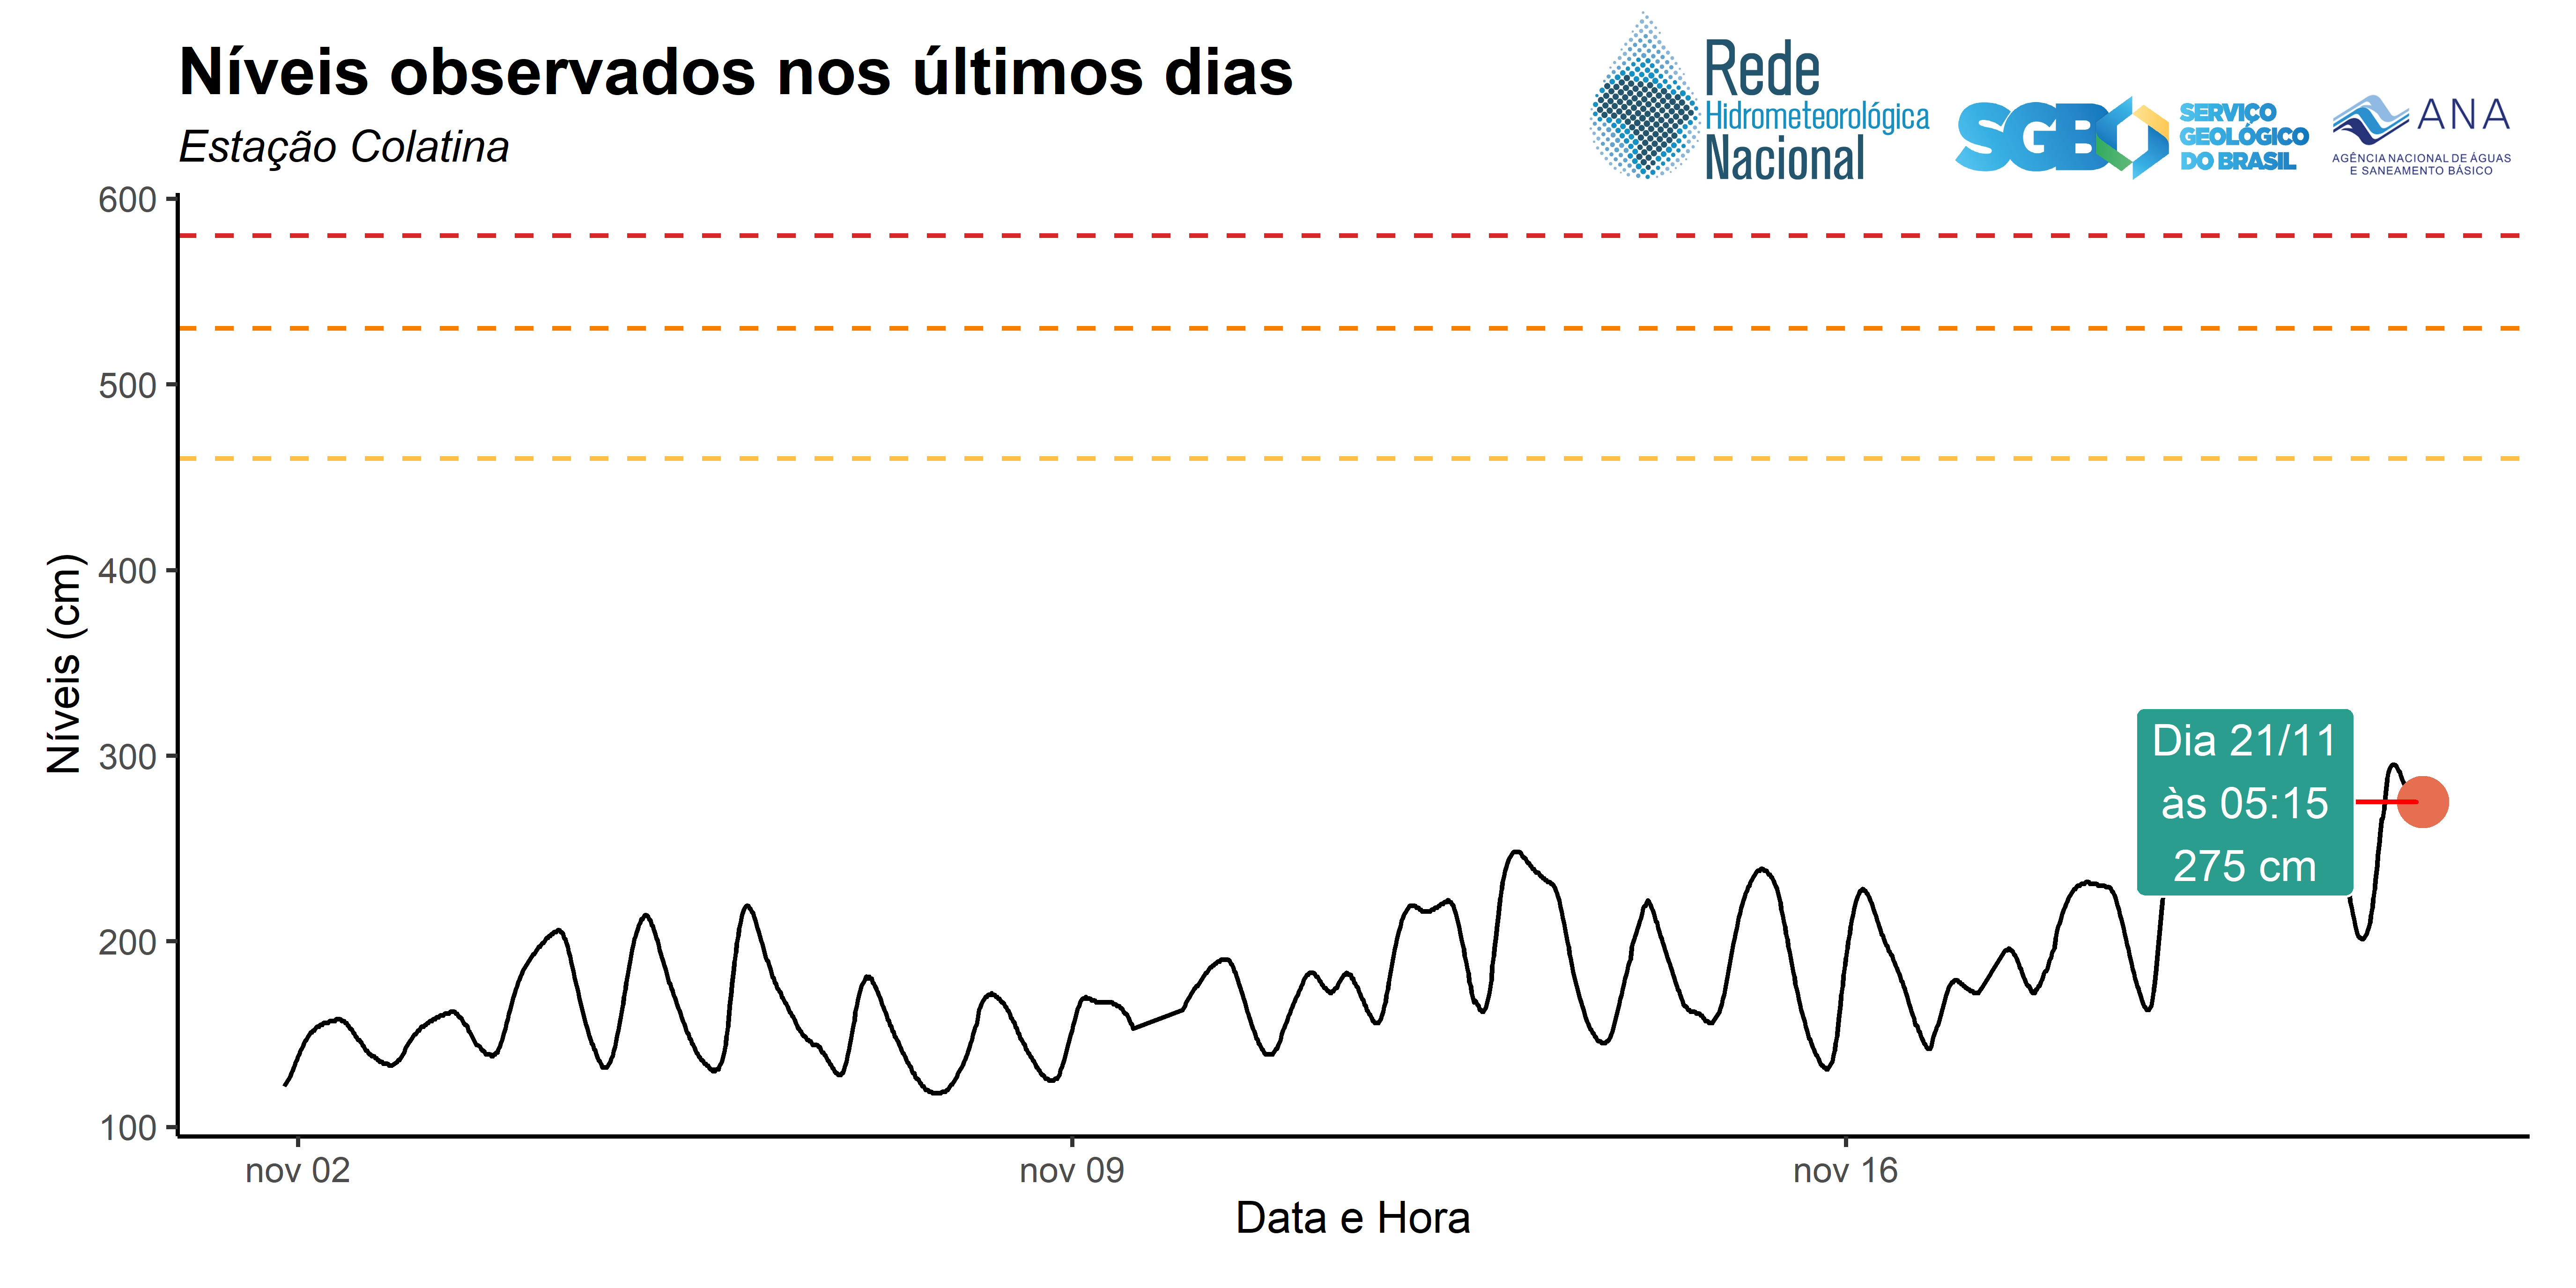 Níveis observados nos últimos dias
Estação Colatina
Rede
Hidrometeorológica
Nacional
SGB
SERVIÇO
GEOLÓGICO
DO BRASIL
ANA
AGÊNCIA NACIONAL DE ÁGUAS
E SANEAMENTO BÁSICO
600
500
400
300
200
100
Níveis (cm)
Dia 21/11
às 05:15
275 cm
nov 02
nov 09
nov 16
Data e Hora